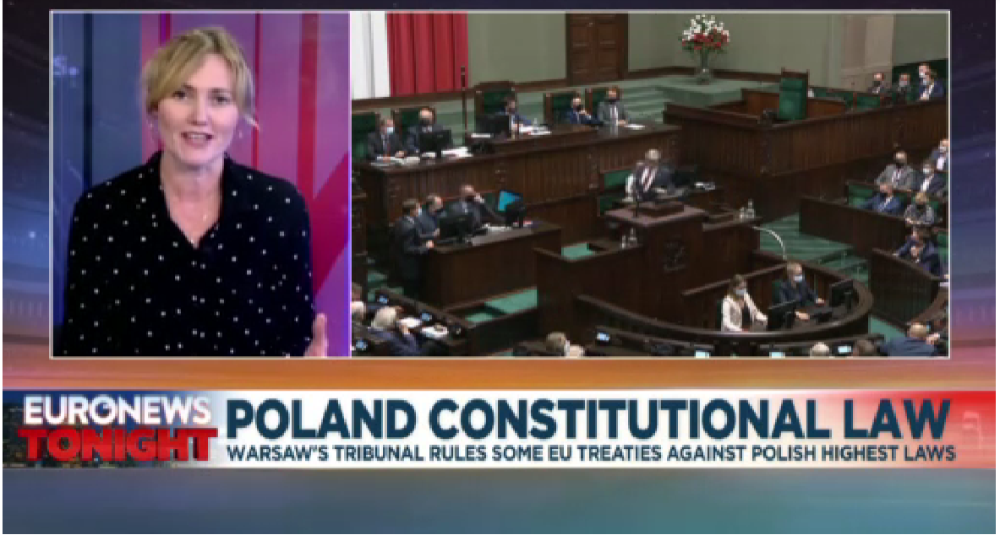 EURONEWS
TONIGHT
POLAND CONSTITUTIONAL LAW
WARSAW'S TRIBUNAL RULES SOME EU TREATIES AGAINST POLISH HIGHEST LAWS